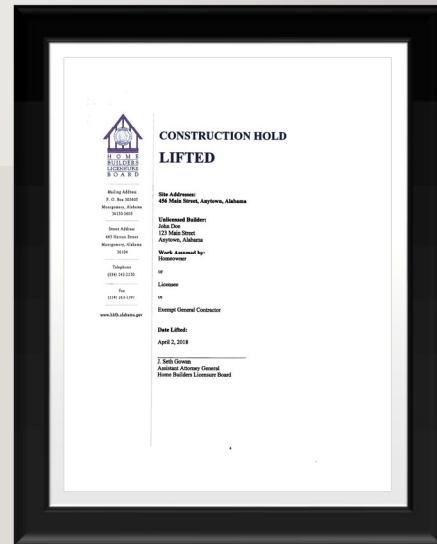 HOME
BUILDERS
LICENSURE
BOARD
Mailing Address
P. O. Box 303605
Montgomery, Alabama
36130-3605
Street Address
445 Herron Street
Montgomery, Alabama
36104
Telephone
(334) 242-2230
Fax
www.hblb.alabama.gov
CONSTRUCTION HOLD
LIFTED
Site Addresses:
456 Main Street, Anytown, Alabama
Unlicensed Builder:
John Doe
123 Main Street
Anytown, Alabama
Work Assumed by:
Homeowner
or
Licensee
or
Exempt General Contractor
Date Lifted:
April 2, 2018
J. Seth Gowan
Assistant Attorney General
Home Builders Licensure Board